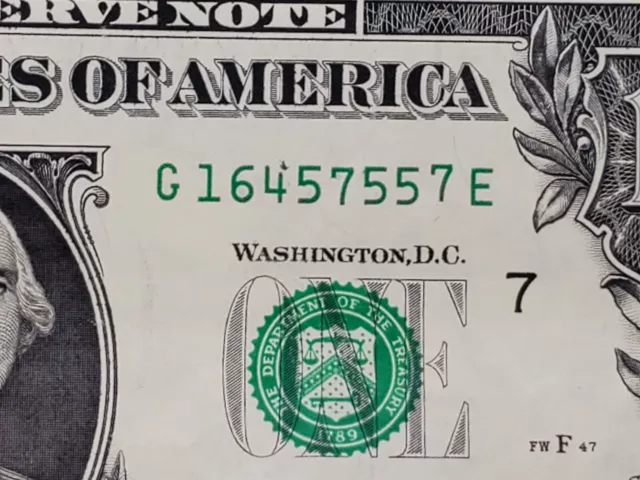 ERVE NOTE
ES OF AMERICA
G 16457557 E
WASHINGTON, D.C.
7
ONE
THE DEPARTMENT OF THE TREASURY
1789
FW F 47